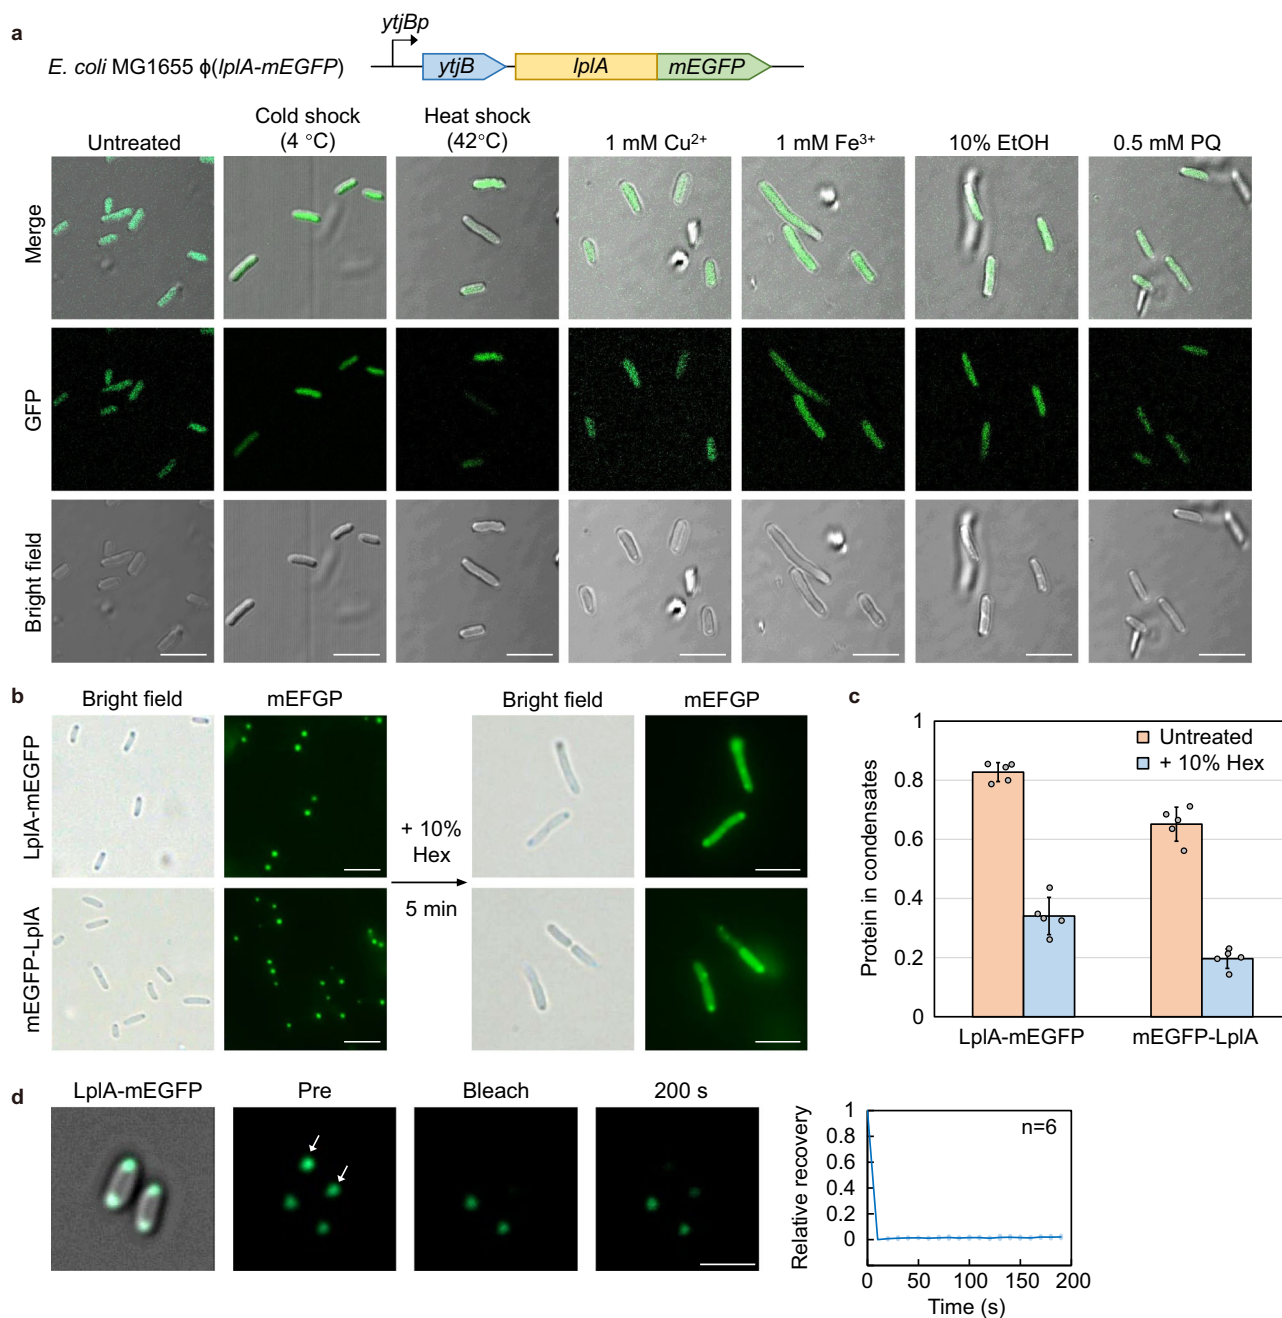 a
ytjBp
E. coli MG1655 ϕ(lplA-mEGFP)
ytjB
lplA
mEGFP
Untreated
Cold shock
(4 °C)
Heat shock
(42°C)
1 mM Cu²⁺
1 mM Fe³⁺
10% EtOH
0.5 mM PQ
Merge
GFP
Bright field
b
Bright field
mEFGP
Bright field
mEGFP
LplA-mEGFP
mEGFP-LplA
+ 10%
Hex
5 min
c
Protein in condensates
1
0.8
0.6
0.4
0.2
0
Untreated
+ 10% Hex
LplA-mEGFP
mEGFP-LplA
d
LplA-mEGFP
Pre
Bleach
200 s
Relative recovery
1
0.8
0.6
0.4
0.2
0
n=6
0
50
100
150
200
Time (s)